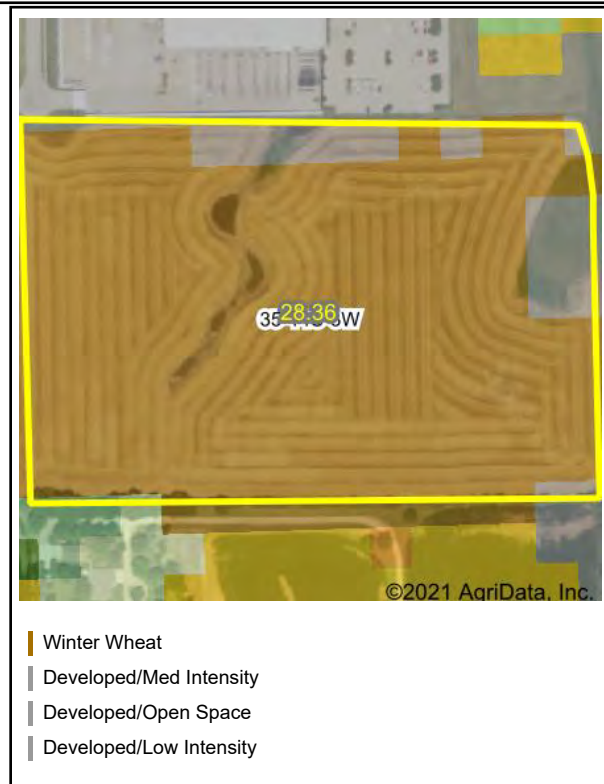 28:36
©2021 AgriData, Inc.
Winter Wheat
Developed/Med Intensity
Developed/Open Space
Developed/Low Intensity